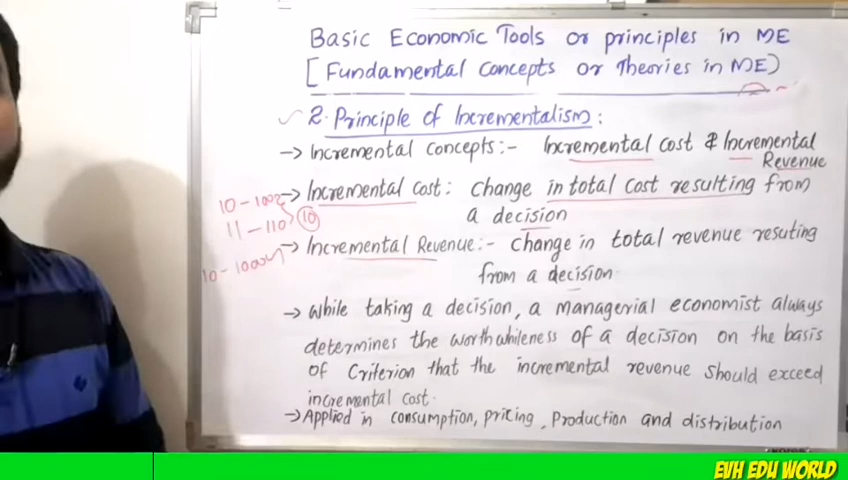 Basic Economic Tools or principles in ME
[Fundamental Concepts or Theories in ME)
2. Principle of Incrementalism:
→ Incremental concepts:- Incremental cost & Incremental
Revenue
→ Incremental cost: change in total cost resulting from
a decision
10 - 100
11 - 110
10
→ Incremental Revenue:- change in total revenue resuting
from a decision
10 - 1000
→ While taking a decision, a managerial economist always
determines the worthwhileness of a decision on the basis
of Criterion that the incremental revenue should exceed
incremental cost.
→ Applied in consumption, pricing, Production and distribution
EVH EDU WORLD